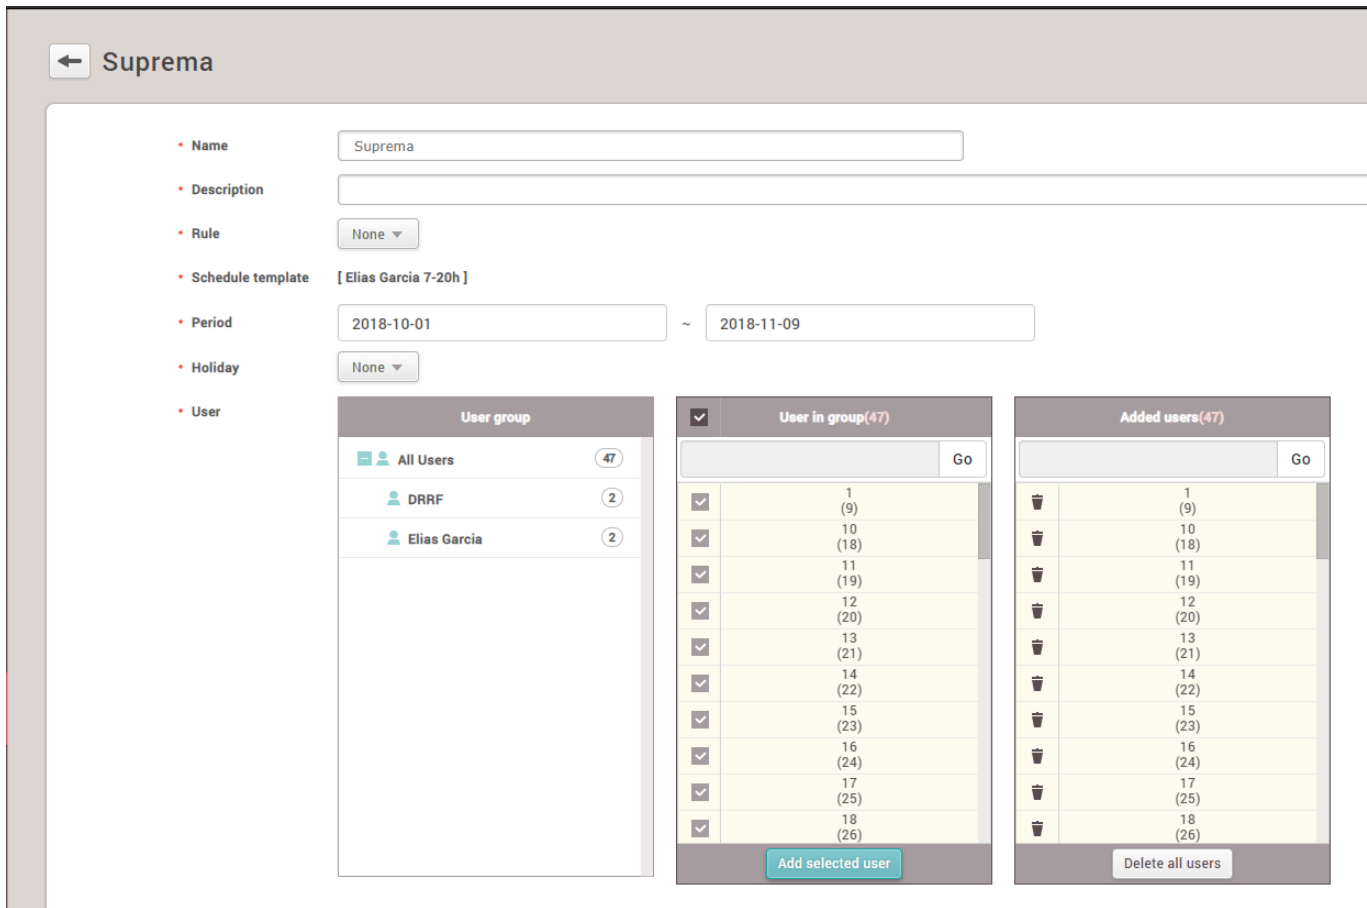 Suprema
• Name Suprema
• Description
• Rule None
• Schedule template [ Elias Garcia 7-20h ]
• Period 2018-10-01 ~ 2018-11-09
• Holiday None
• User
User group
All Users 47
DRRF 2
Elias Garcia 2
User in group(47)
Go
1
(9)
10
(18)
11
(19)
12
(20)
13
(21)
14
(22)
15
(23)
16
(24)
17
(25)
18
(26)
Add selected user
Added users(47)
Go
1
(9)
10
(18)
11
(19)
12
(20)
13
(21)
14
(22)
15
(23)
16
(24)
17
(25)
18
(26)
Delete all users